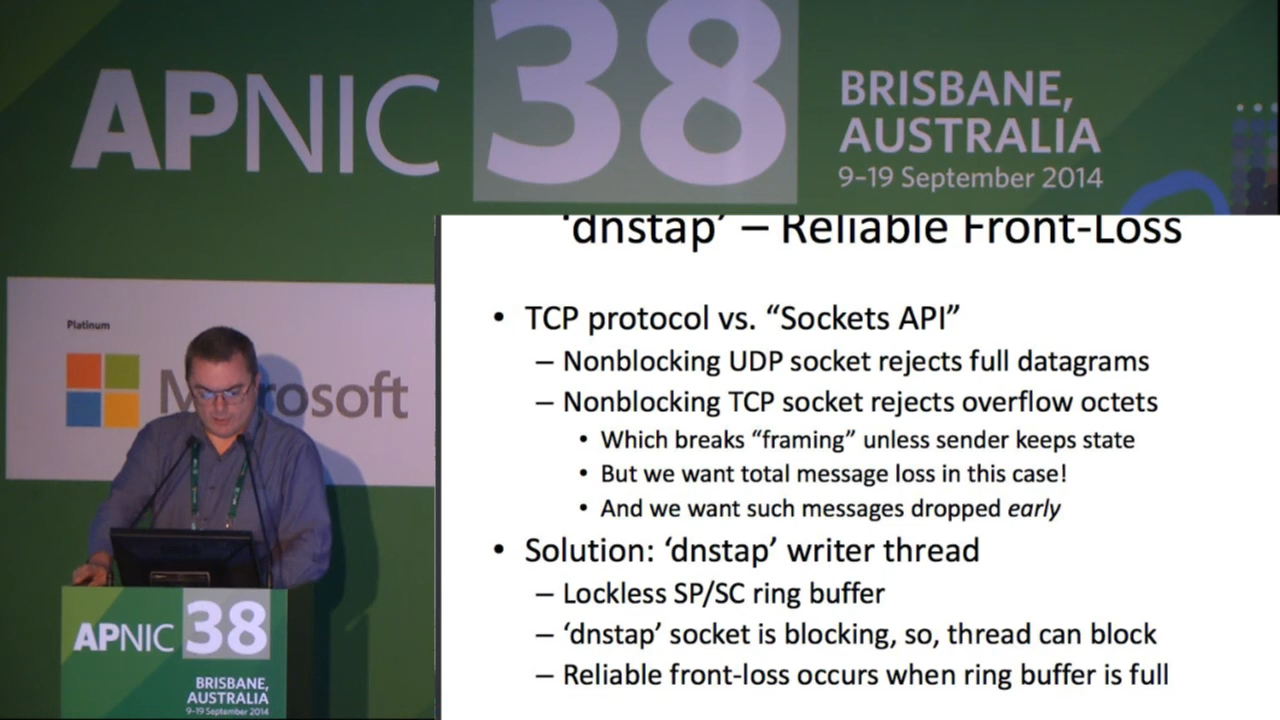 APNIC 38
BRISBANE,
AUSTRALIA
9–19 September 2014
‘dnstap’ – Reliable Front-Loss
• TCP protocol vs. “Sockets API”
– Nonblocking UDP socket rejects full datagrams
– Nonblocking TCP socket rejects overflow octets
• Which breaks “framing” unless sender keeps state
• But we want total message loss in this case!
• And we want such messages dropped early
• Solution: ‘dnstap’ writer thread
– Lockless SP/SC ring buffer
– ‘dnstap’ socket is blocking, so, thread can block
– Reliable front-loss occurs when ring buffer is full
Platinum
Microsoft
APNIC 38
BRISBANE,
AUSTRALIA
9–19 September 2014